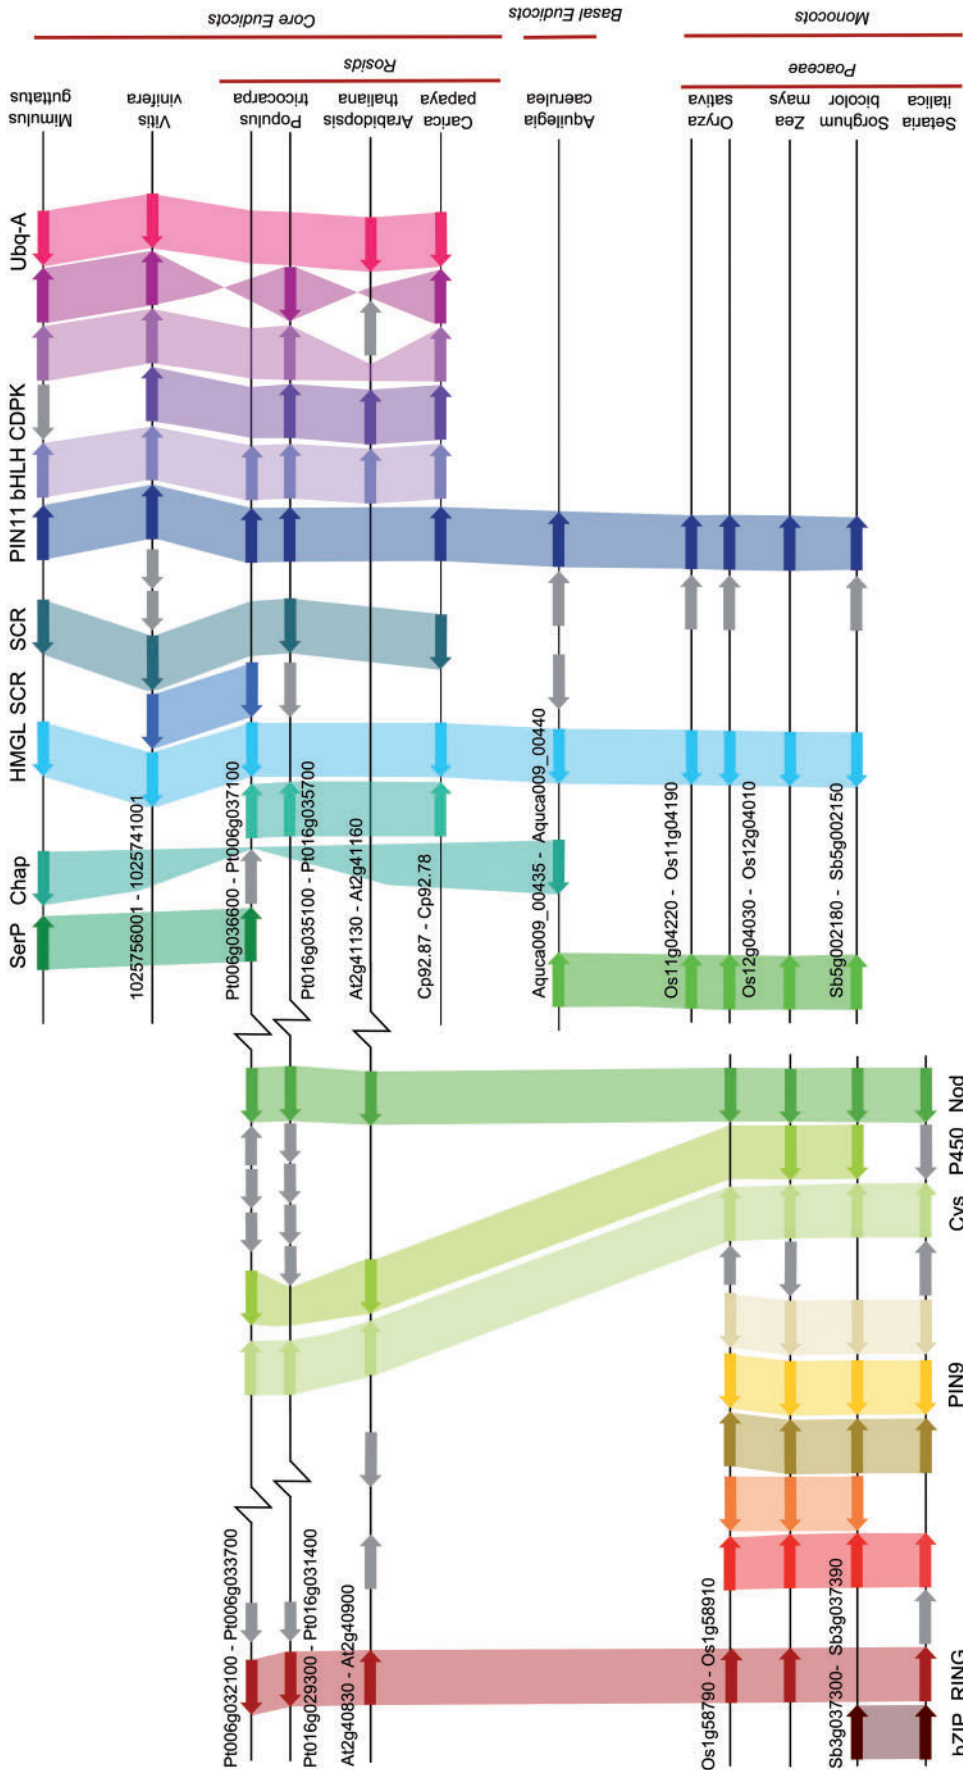 Core Eudicots
Basal Eudicots
Monocots
Rosids
Poaceae
Mimulus
guttatus
Vitis
vinifera
Populus
tricocarpa
Arabidopsis
thaliana
Carica
papaya
Aquilegia
caerulea
Oryza
sativa
Zea
mays
Sorghum
bicolor
Setaria
italica
SerP
Chap
HMGL
SCR
SCR
PIN11
bHLH
CDPK
Ubq-A
1025756001 - 1025741001
Pt006g036600 - Pt006g037100
Pt016g035100 - Pt016g035700
At2g41130 - At2g41160
Cp92.87 - Cp92.78
Aquca009_00435 - Aquca009_00440
Os11g04220 - Os11g04190
Os12g04030 - Os12g04010
Sb5g002180 - Sb5g002150
Pt006g032100 - Pt006g033700
Pt016g029300 - Pt016g031400
At2g40830 - At2g40900
Os1g58790 - Os1g58910
Sb3g037300- Sb3g037390
bZIP
RING
PIN9
Cys
P450
Nod